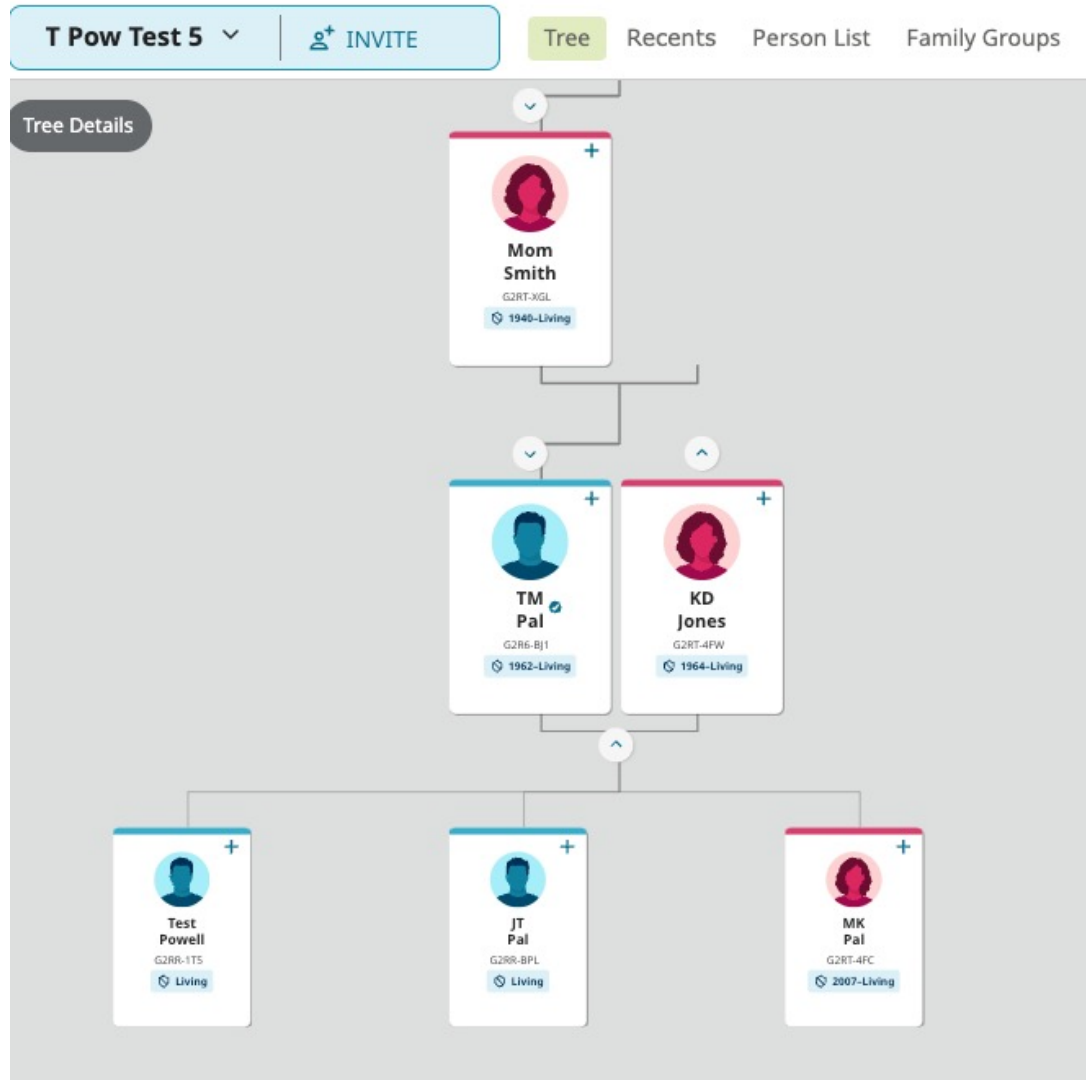 T Pow Test 5 INVITE Tree Recents Person List Family Groups
Tree Details
Mom
Smith
G2RT-XGL
1940–Living
TM
Pal
G2R6-BJ1
1962–Living
KD
Jones
G2RT-4FW
1964–Living
Test
Powell
G2RR-1T5
Living
JT
Pal
G2RR-BPL
Living
MK
Pal
G2RT-4FC
2007–Living